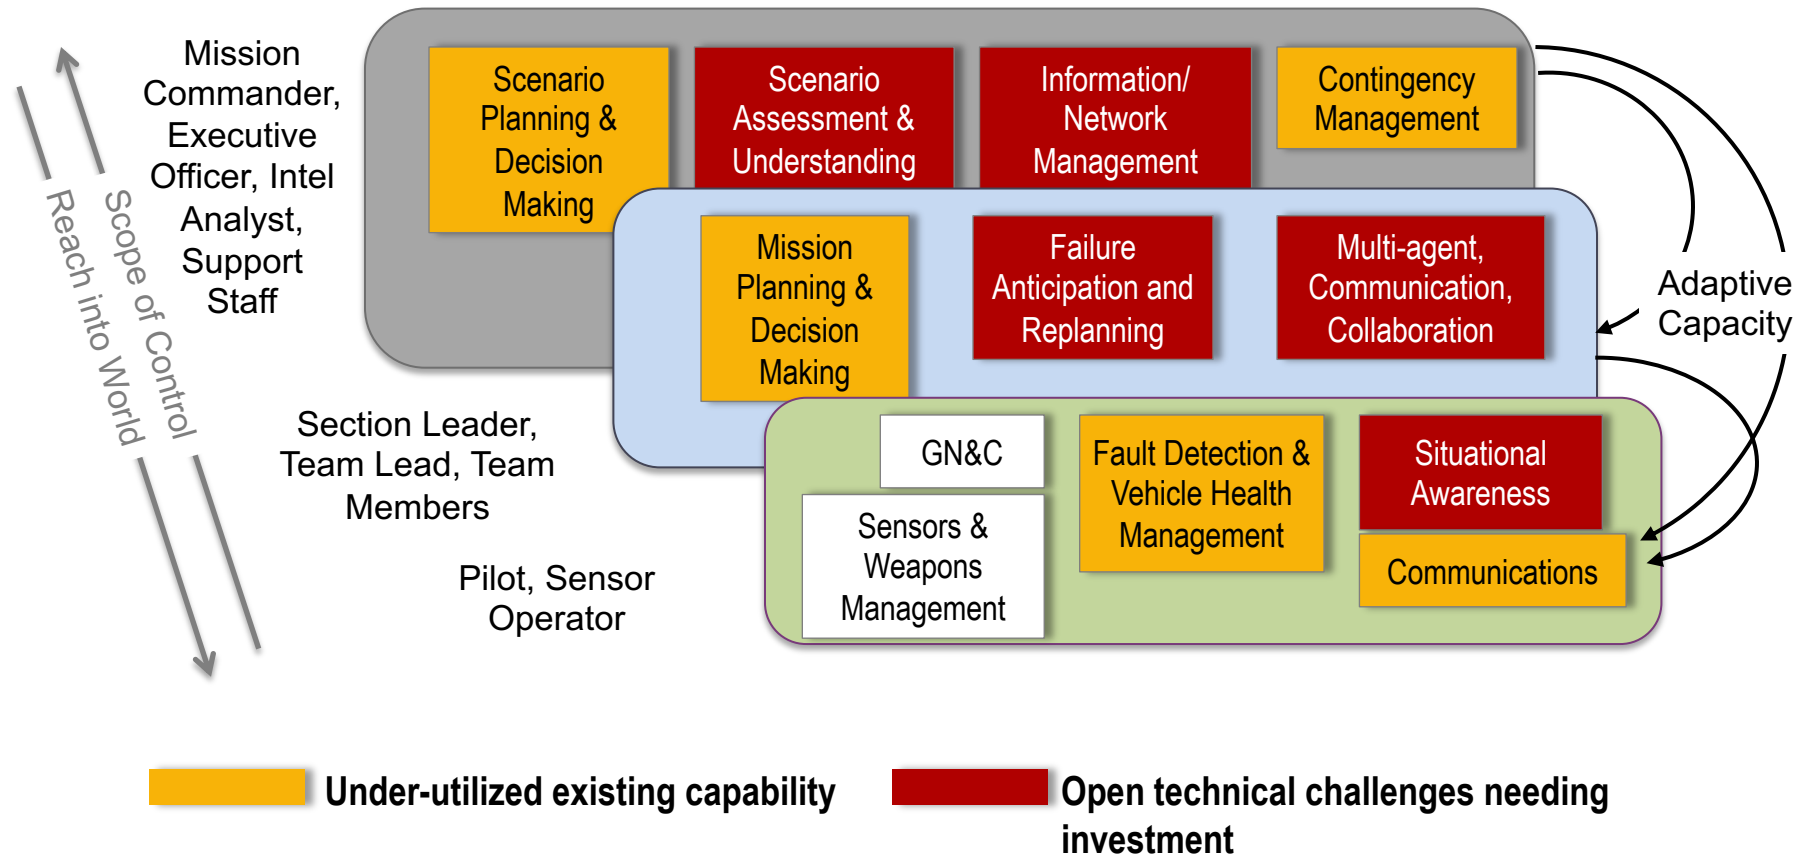 Mission
Commander,
Executive
Officer, Intel
Analyst,
Support
Staff
Scope of Control
Reach into World
Scenario
Planning &
Decision
Making
Scenario
Assessment &
Understanding
Information/
Network
Management
Contingency
Management
Mission
Planning &
Decision
Making
Failure
Anticipation and
Replanning
Multi-agent,
Communication,
Collaboration
Adaptive
Capacity
Section Leader,
Team Lead, Team
Members
GN&C
Sensors &
Weapons
Management
Fault Detection &
Vehicle Health
Management
Situational
Awareness
Communications
Pilot, Sensor
Operator
Under-utilized existing capability
Open technical challenges needing
investment